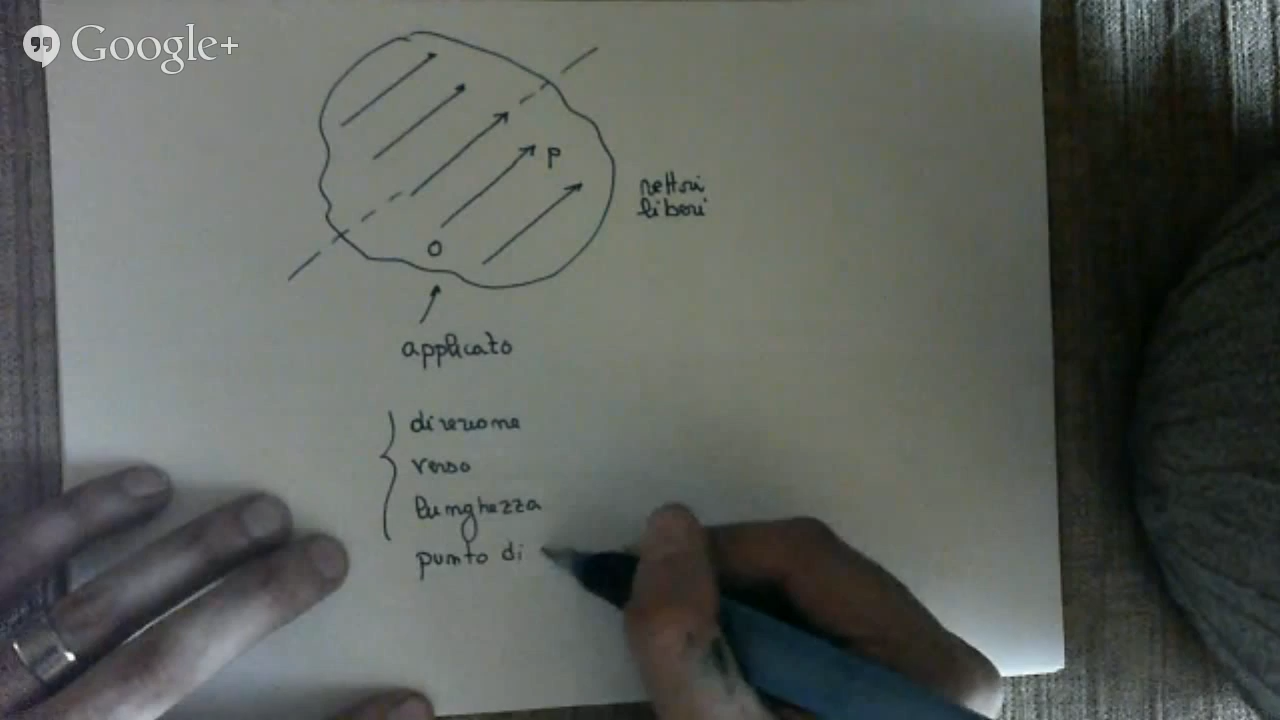 Google+
P
vettori
liberi
O
applicato
direzione
verso
lunghezza
punto di